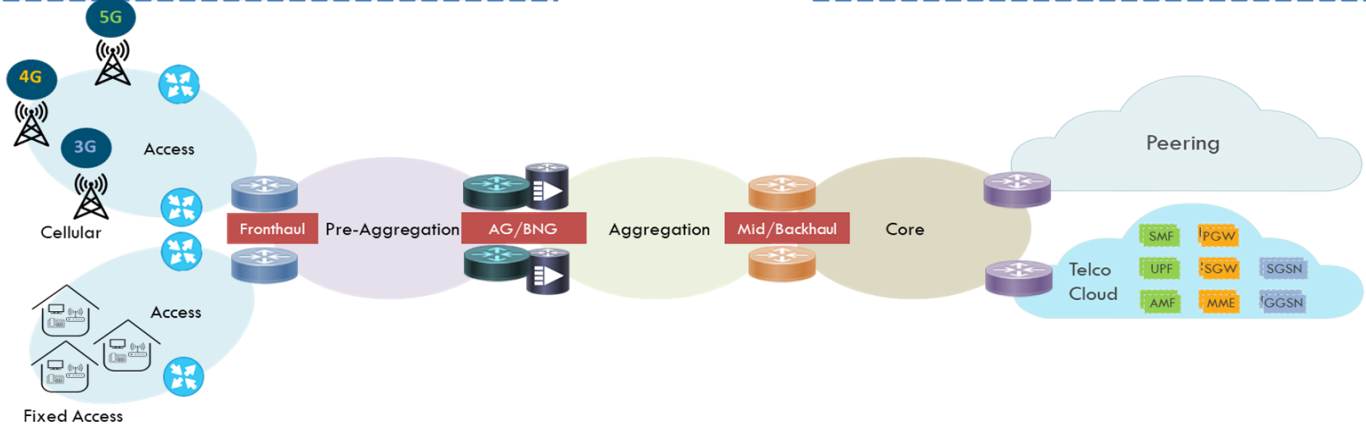 5G
4G
3G
Access
Cellular
Fronthaul
Pre-Aggregation
AG/BNG
Aggregation
Mid/Backhaul
Core
Peering
Telco
Cloud
SMF
PGW
UPF
SGW
SGSN
AMF
MME
GGSN
Access
Fixed Access